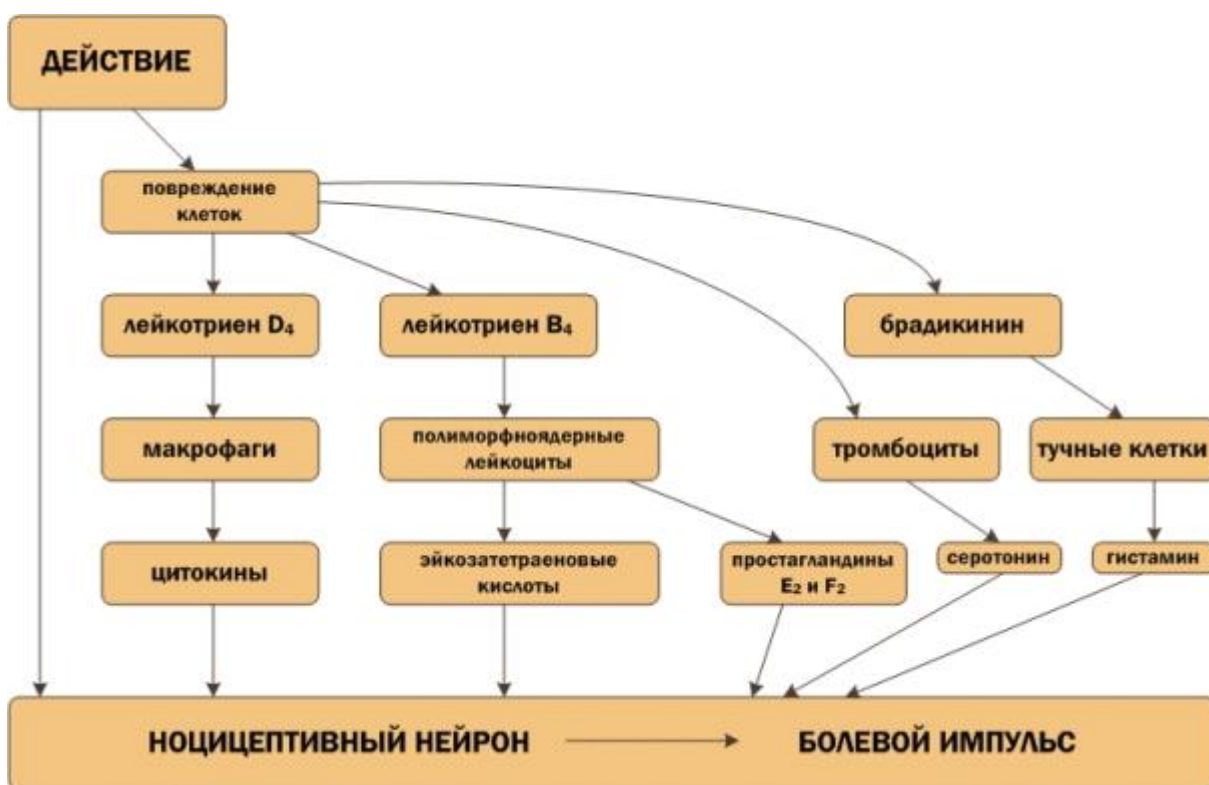 ДЕЙСТВИЕ
повреждение
клеток
лейкотриен D₄
лейкотриен B₄
брадикинин
макрофаги
полиморфноядерные
лейкоциты
тромбоциты
тучные клетки
цитокины
эйкозатетраеновые
кислоты
простагландины
E₂ и F₂
серотонин
гистамин
НОЦИЦЕПТИВНЫЙ НЕЙРОН
БОЛЕВОЙ ИМПУЛЬС